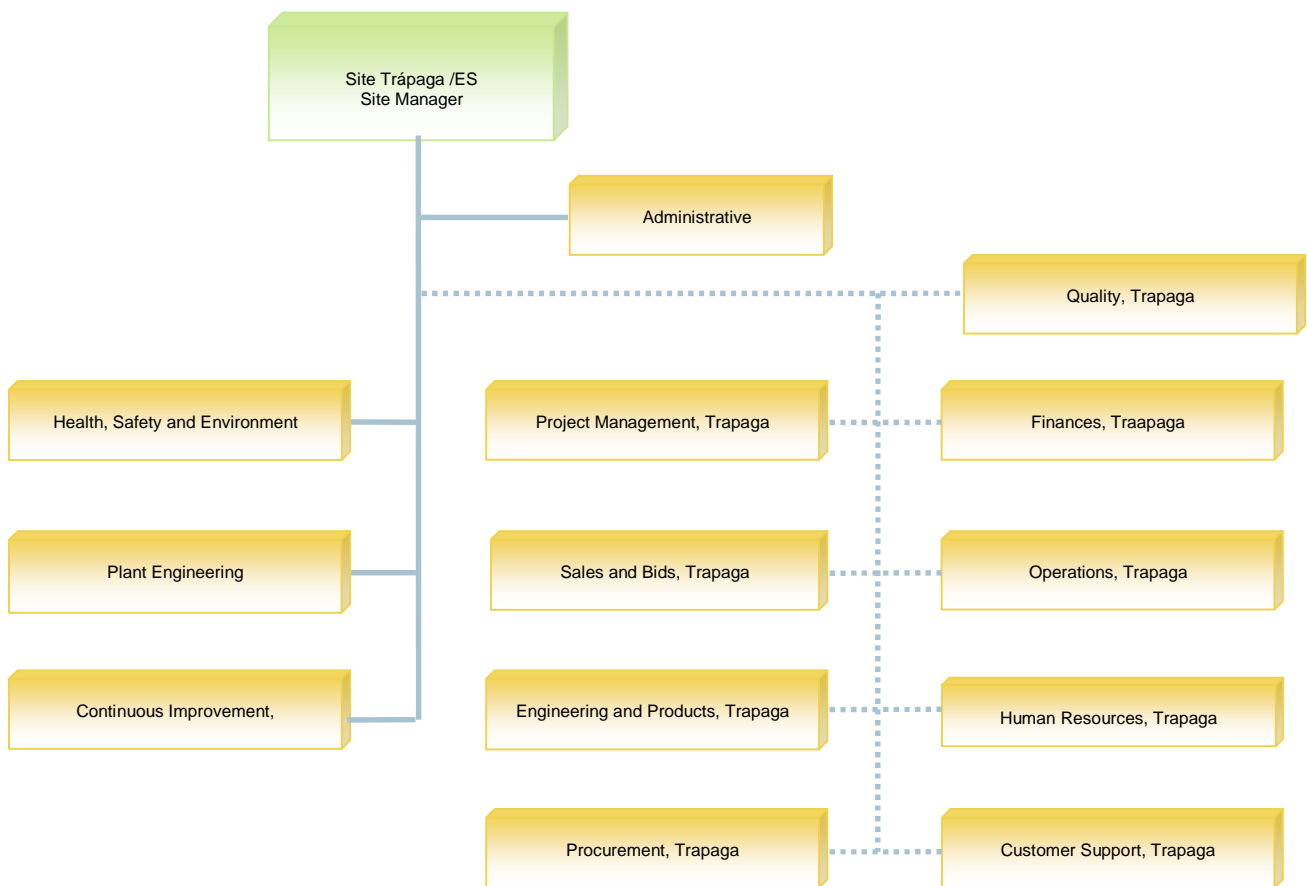 Site Trápaga /ES
Site Manager
Administrative
Quality, Trapaga
Health, Safety and Environment
Project Management, Trapaga
Finances, Traapaga
Plant Engineering
Sales and Bids, Trapaga
Operations, Trapaga
Continuous Improvement,
Engineering and Products, Trapaga
Human Resources, Trapaga
Procurement, Trapaga
Customer Support, Trapaga